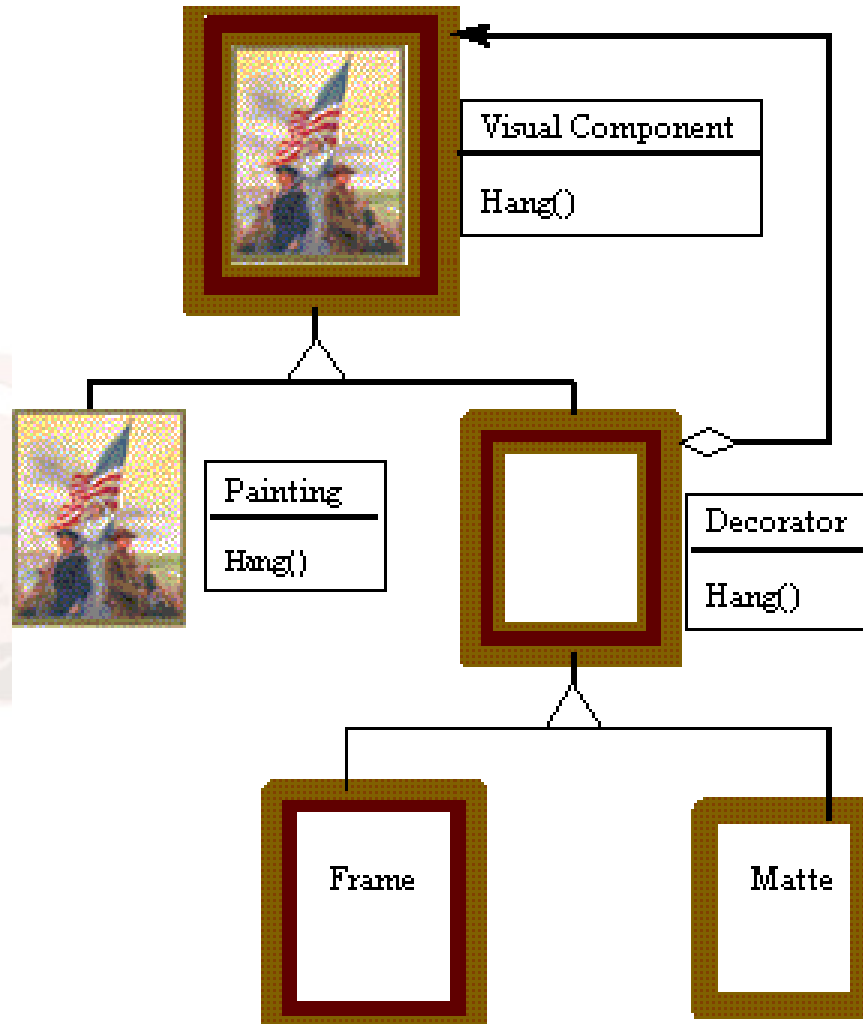 Visual Component
Hang()
Painting
Hang()
Decorator
Hang()
Frame
Matte